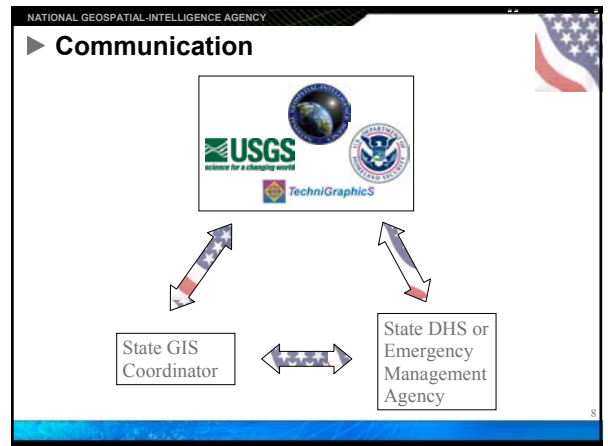 NATIONAL GEOSPATIAL-INTELLIGENCE AGENCY
Communication
USGS
science for a changing world
TechniGraphicS
State GIS
Coordinator
State DHS or
Emergency
Management
Agency
8